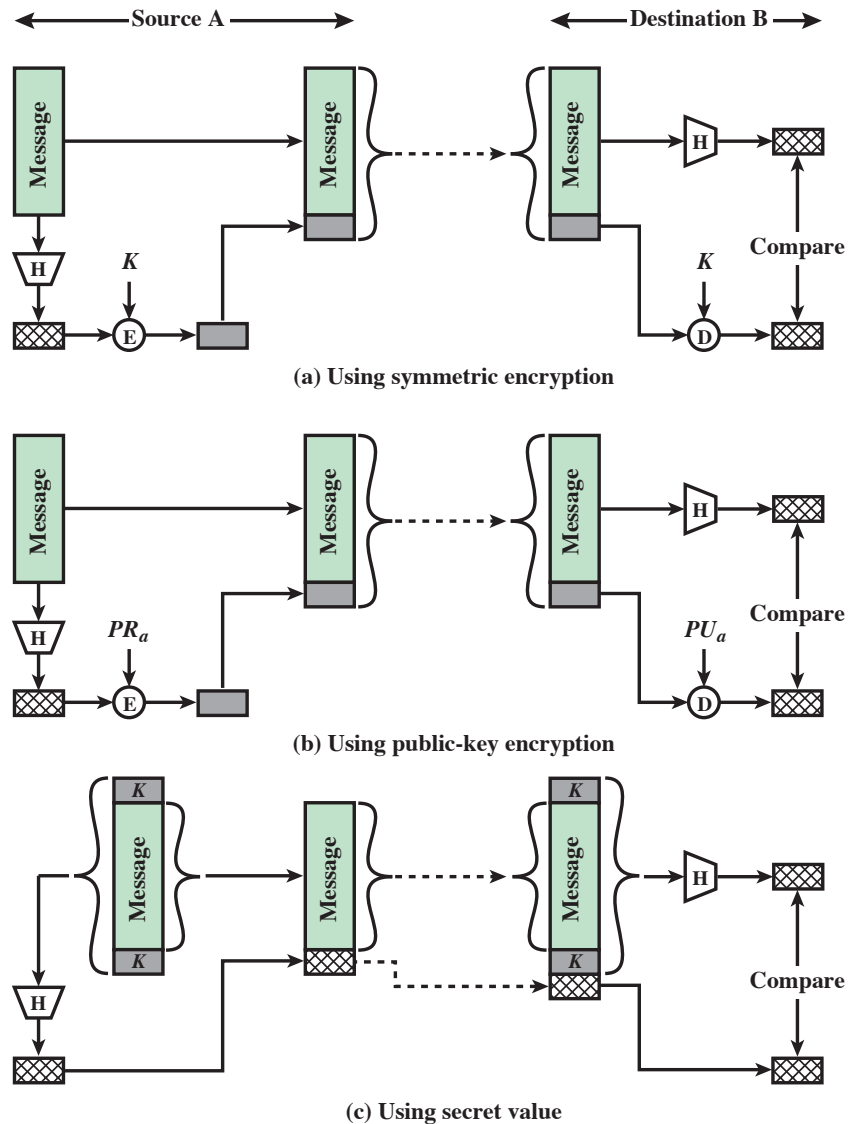 Source A
Destination B
Message
Message
Message
H
H
K
K
Compare
E
D
(a) Using symmetric encryption
Message
Message
Message
H
H
PRa
PUa
Compare
E
D
(b) Using public-key encryption
K
K
Message
Message
Message
H
K
K
H
Compare
(c) Using secret value